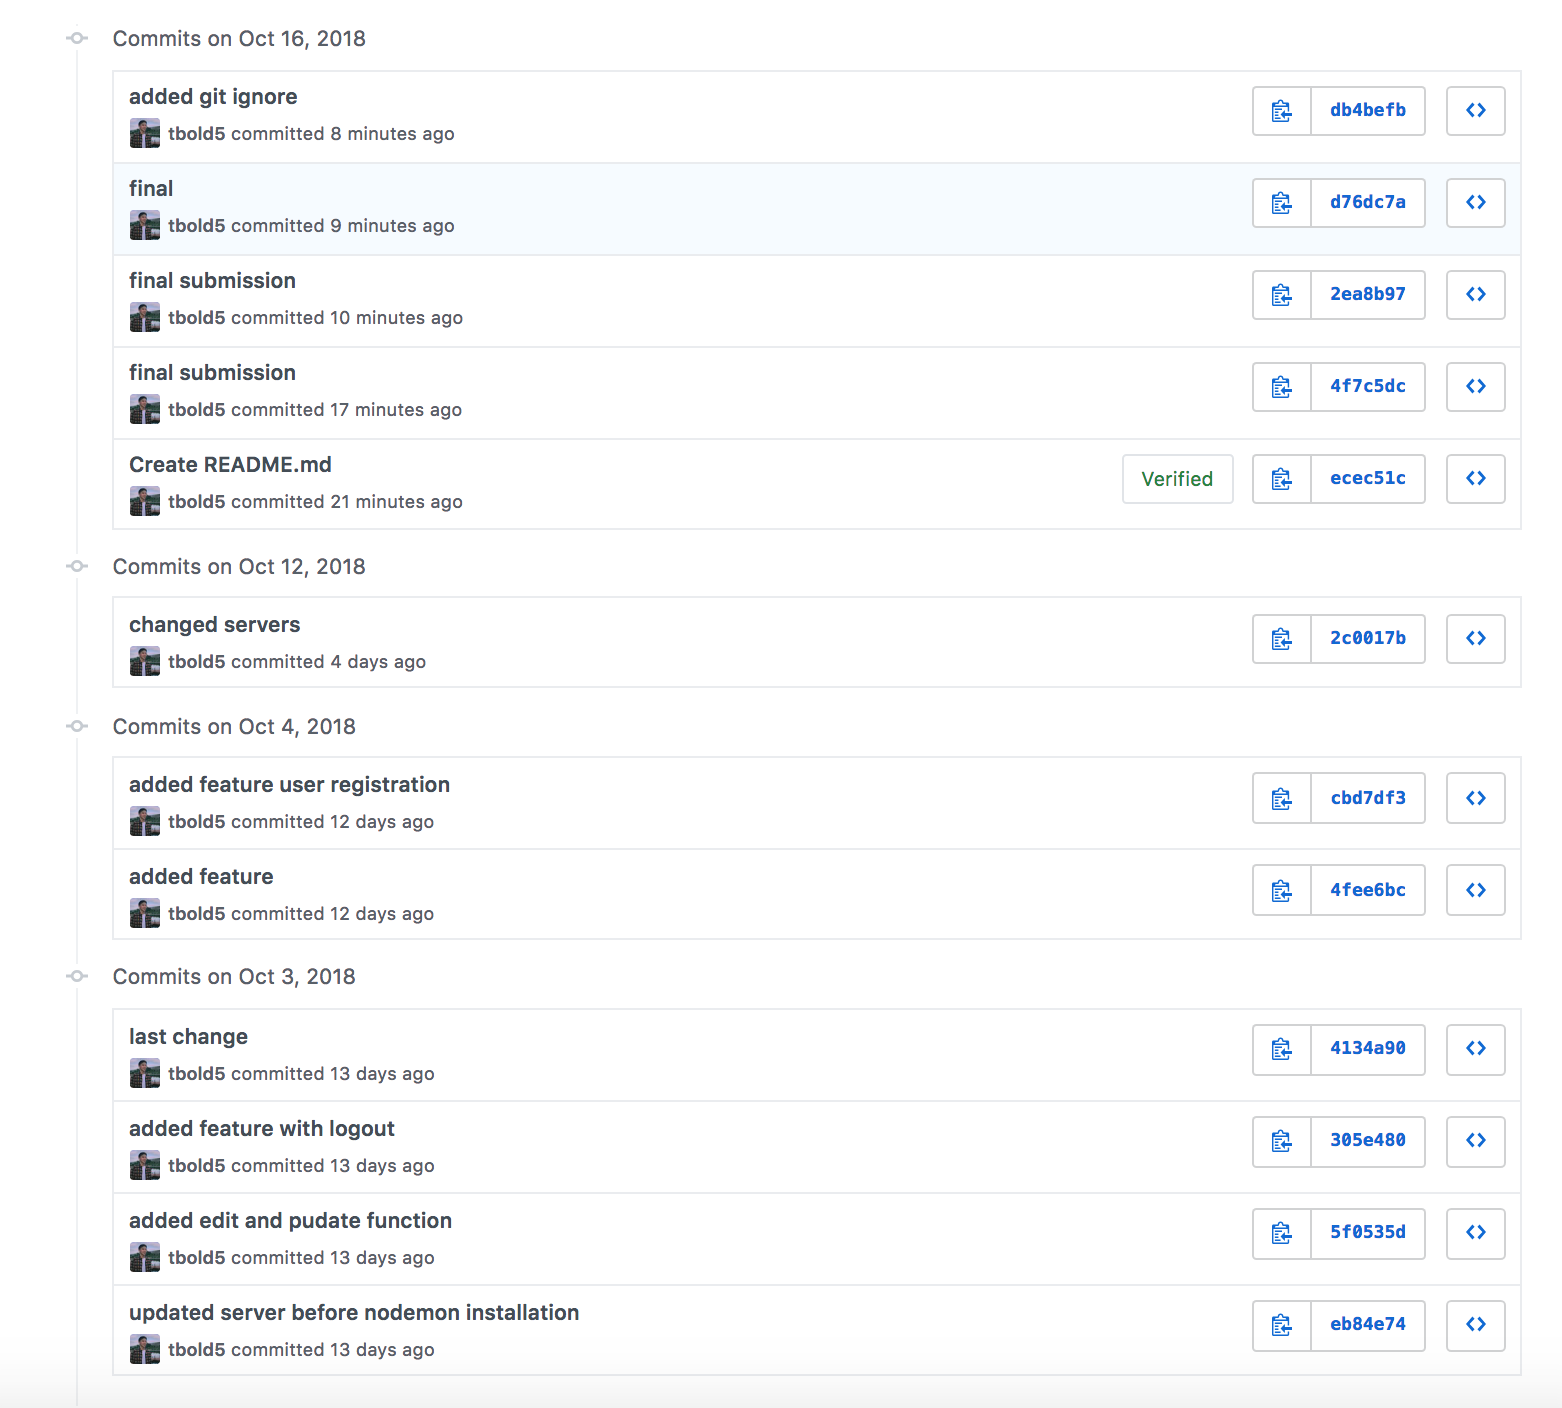 Commits on Oct 16, 2018
added git ignore
db4befb
tbold5 committed 8 minutes ago
final
d76dc7a
tbold5 committed 9 minutes ago
final submission
2ea8b97
tbold5 committed 10 minutes ago
final submission
4f7c5dc
tbold5 committed 17 minutes ago
Create README.md
Verified
ecec51c
tbold5 committed 21 minutes ago
Commits on Oct 12, 2018
changed servers
2c0017b
tbold5 committed 4 days ago
Commits on Oct 4, 2018
added feature user registration
cbd7df3
tbold5 committed 12 days ago
added feature
4fee6bc
tbold5 committed 12 days ago
Commits on Oct 3, 2018
last change
4134a90
tbold5 committed 13 days ago
added feature with logout
305e480
tbold5 committed 13 days ago
added edit and pudate function
5f0535d
tbold5 committed 13 days ago
updated server before nodemon installation
eb84e74
tbold5 committed 13 days ago